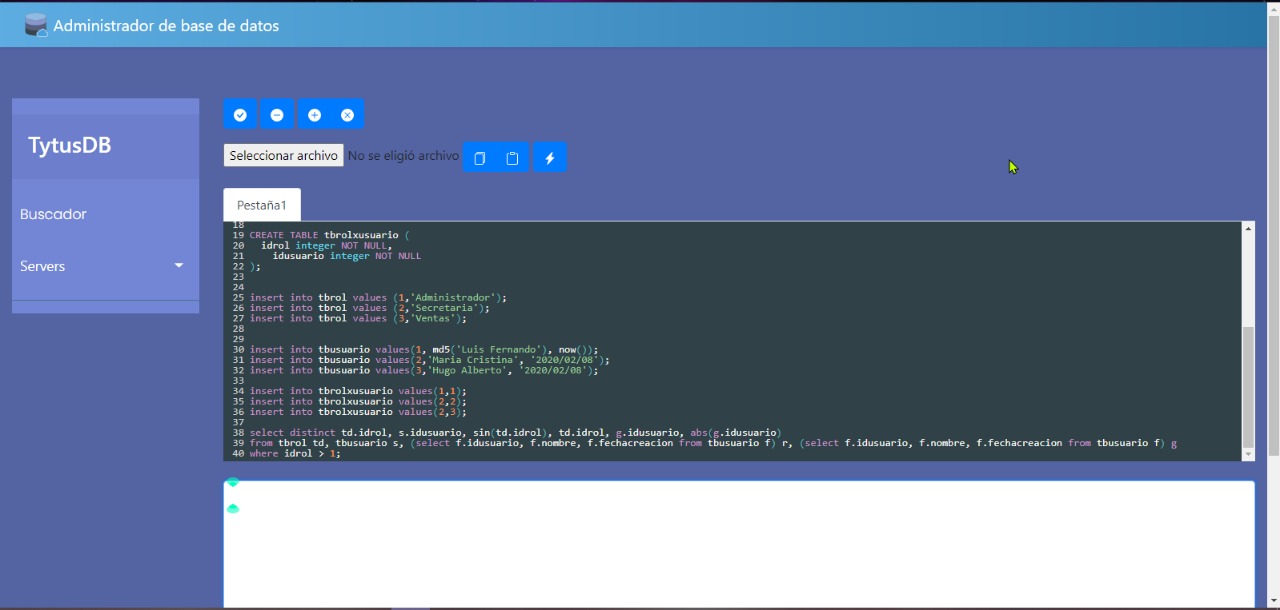 Administrador de base de datos
TytusDB
Buscador
Servers
Seleccionar archivo No se eligió archivo
Pestaña1
18
19 CREATE TABLE tbrolxusuario (
20   idrol integer NOT NULL,
21     idusuario integer NOT NULL
22 );
23
24
25 insert into tbrol values (1,'Administrador');
26 insert into tbrol values (2,'Secretaria');
27 insert into tbrol values (3,'Ventas');
28
29
30 insert into tbusuario values(1, md5('Luis Fernando'), now());
31 insert into tbusuario values(2,'Maria Cristina', '2020/02/08');
32 insert into tbusuario values(3,'Hugo Alberto', '2020/02/08');
33
34 insert into tbrolxusuario values(1,1);
35 insert into tbrolxusuario values(2,2);
36 insert into tbrolxusuario values(2,3);
37
38 select distinct td.idrol, s.idusuario, sin(td.idrol), td.idrol, g.idusuario, abs(g.idusuario)
39 from tbrol td, tbusuario s, (select f.idusuario, f.nombre, f.fechacreacion from tbusuario f) r, (select f.idusuario, f.nombre, f.fechacreacion from tbusuario f) g
40 where idrol > 1;